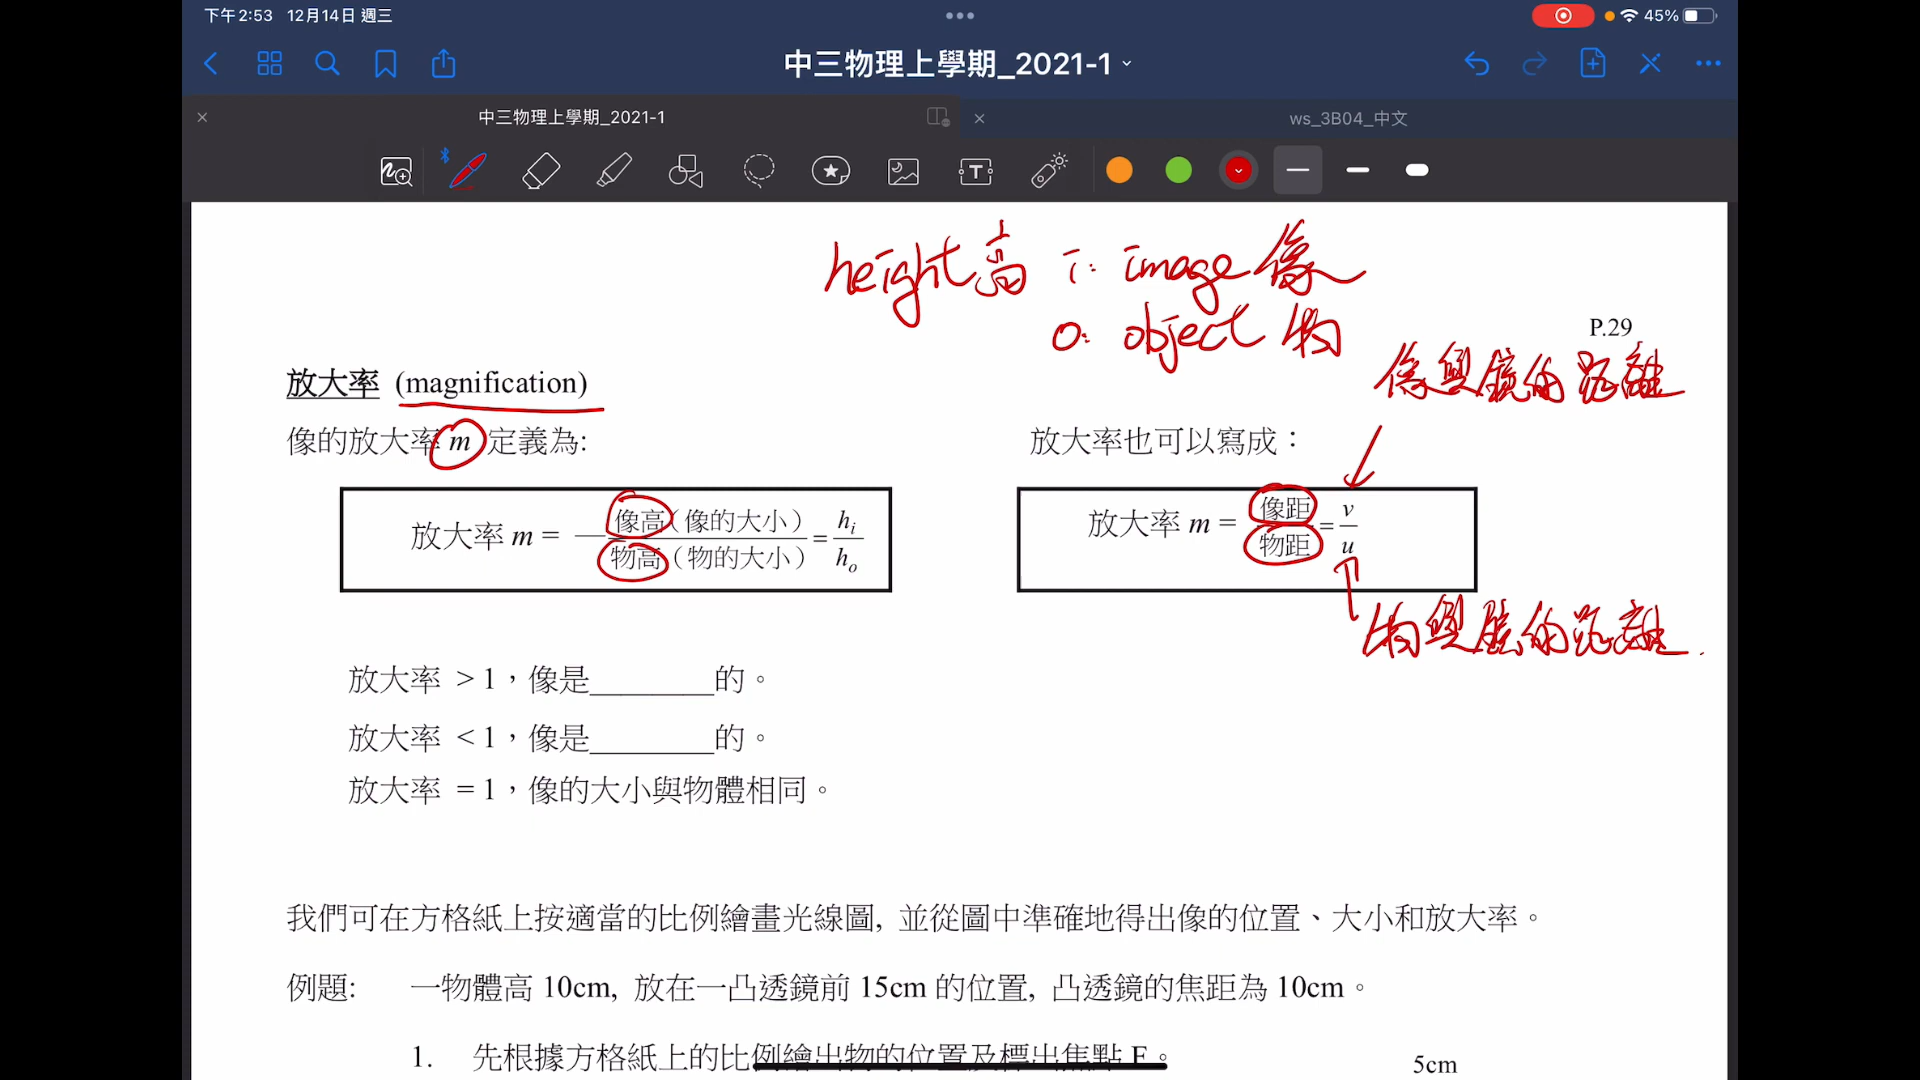 下午2:53 12月14日 週三
45%
中三物理上學期_2021-1
中三物理上學期_2021-1
ws_3B04_中文
height 高 i: image 像
o: object 物
P.29
像與鏡的距離
放大率 (magnification)
像的放大率 m 定義為:
放大率也可以寫成：
放大率 m = 像高（像的大小）/ 物高（物的大小） = hi / ho
放大率 m = 像距 / 物距 = v / u
物與鏡的距離.
放大率 > 1，像是________的。
放大率 < 1，像是________的。
放大率 = 1，像的大小與物體相同。
我們可在方格紙上按適當的比例繪畫光線圖, 並從圖中準確地得出像的位置、大小和放大率。
例題: 一物體高 10cm, 放在一凸透鏡前 15cm 的位置, 凸透鏡的焦距為 10cm。
1. 先根據方格紙上的比例繪出物的位置及標出焦點 F。
5cm